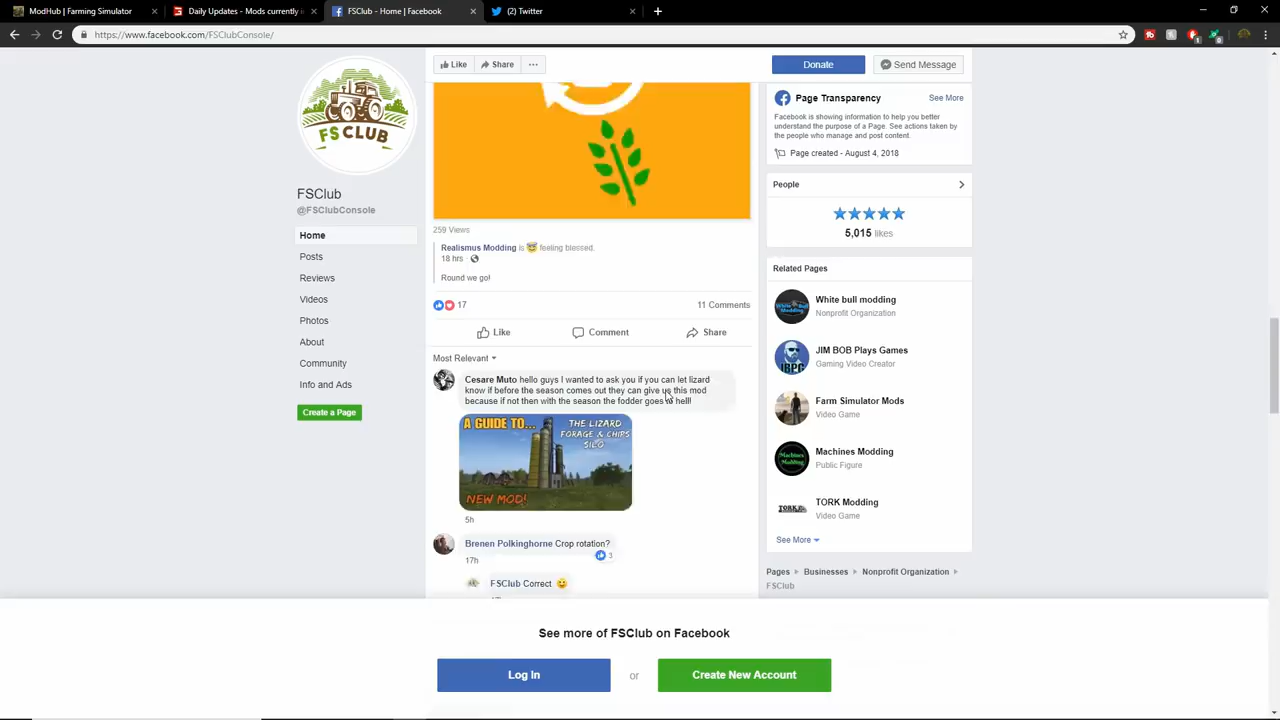 ModHub | Farming Simulator
Daily Updates - Mods currently i
FSClub - Home | Facebook
(2) Twitter
https://www.facebook.com/FSClubConsole/
FS CLUB
FSClub
@FSClubConsole
Home
Posts
Reviews
Videos
Photos
About
Community
Info and Ads
Create a Page
Like
Share
Donate
Send Message
259 Views
Realismus Modding is feeling blessed.
18 hrs ·
Round we go!
17
11 Comments
Like
Comment
Share
Most Relevant
Cesare Muto hello guys I wanted to ask you if you can let lizard
know if before the season comes out they can give us this mod
because if not then with the season the fodder goes to hell!
A GUIDE TO...
THE LIZARD
FORAGE & CHIPS
SILO
NEW MOD!
5h
Brenen Polkinghorne Crop rotation?
3
17h
FSClub Correct
Page Transparency
See More
Facebook is showing information to help you better
understand the purpose of a Page. See actions taken by
the people who manage and post content.
Page created - August 4, 2018
People
5,015 likes
Related Pages
White bull modding
Nonprofit Organization
JIM BOB Plays Games
Gaming Video Creator
JBPG
Farm Simulator Mods
Video Game
Machines Modding
Public Figure
Machines
Modding
TORK Modding
Video Game
TORK
See More
Pages
Businesses
Nonprofit Organization
FSClub
See more of FSClub on Facebook
Log In
or
Create New Account